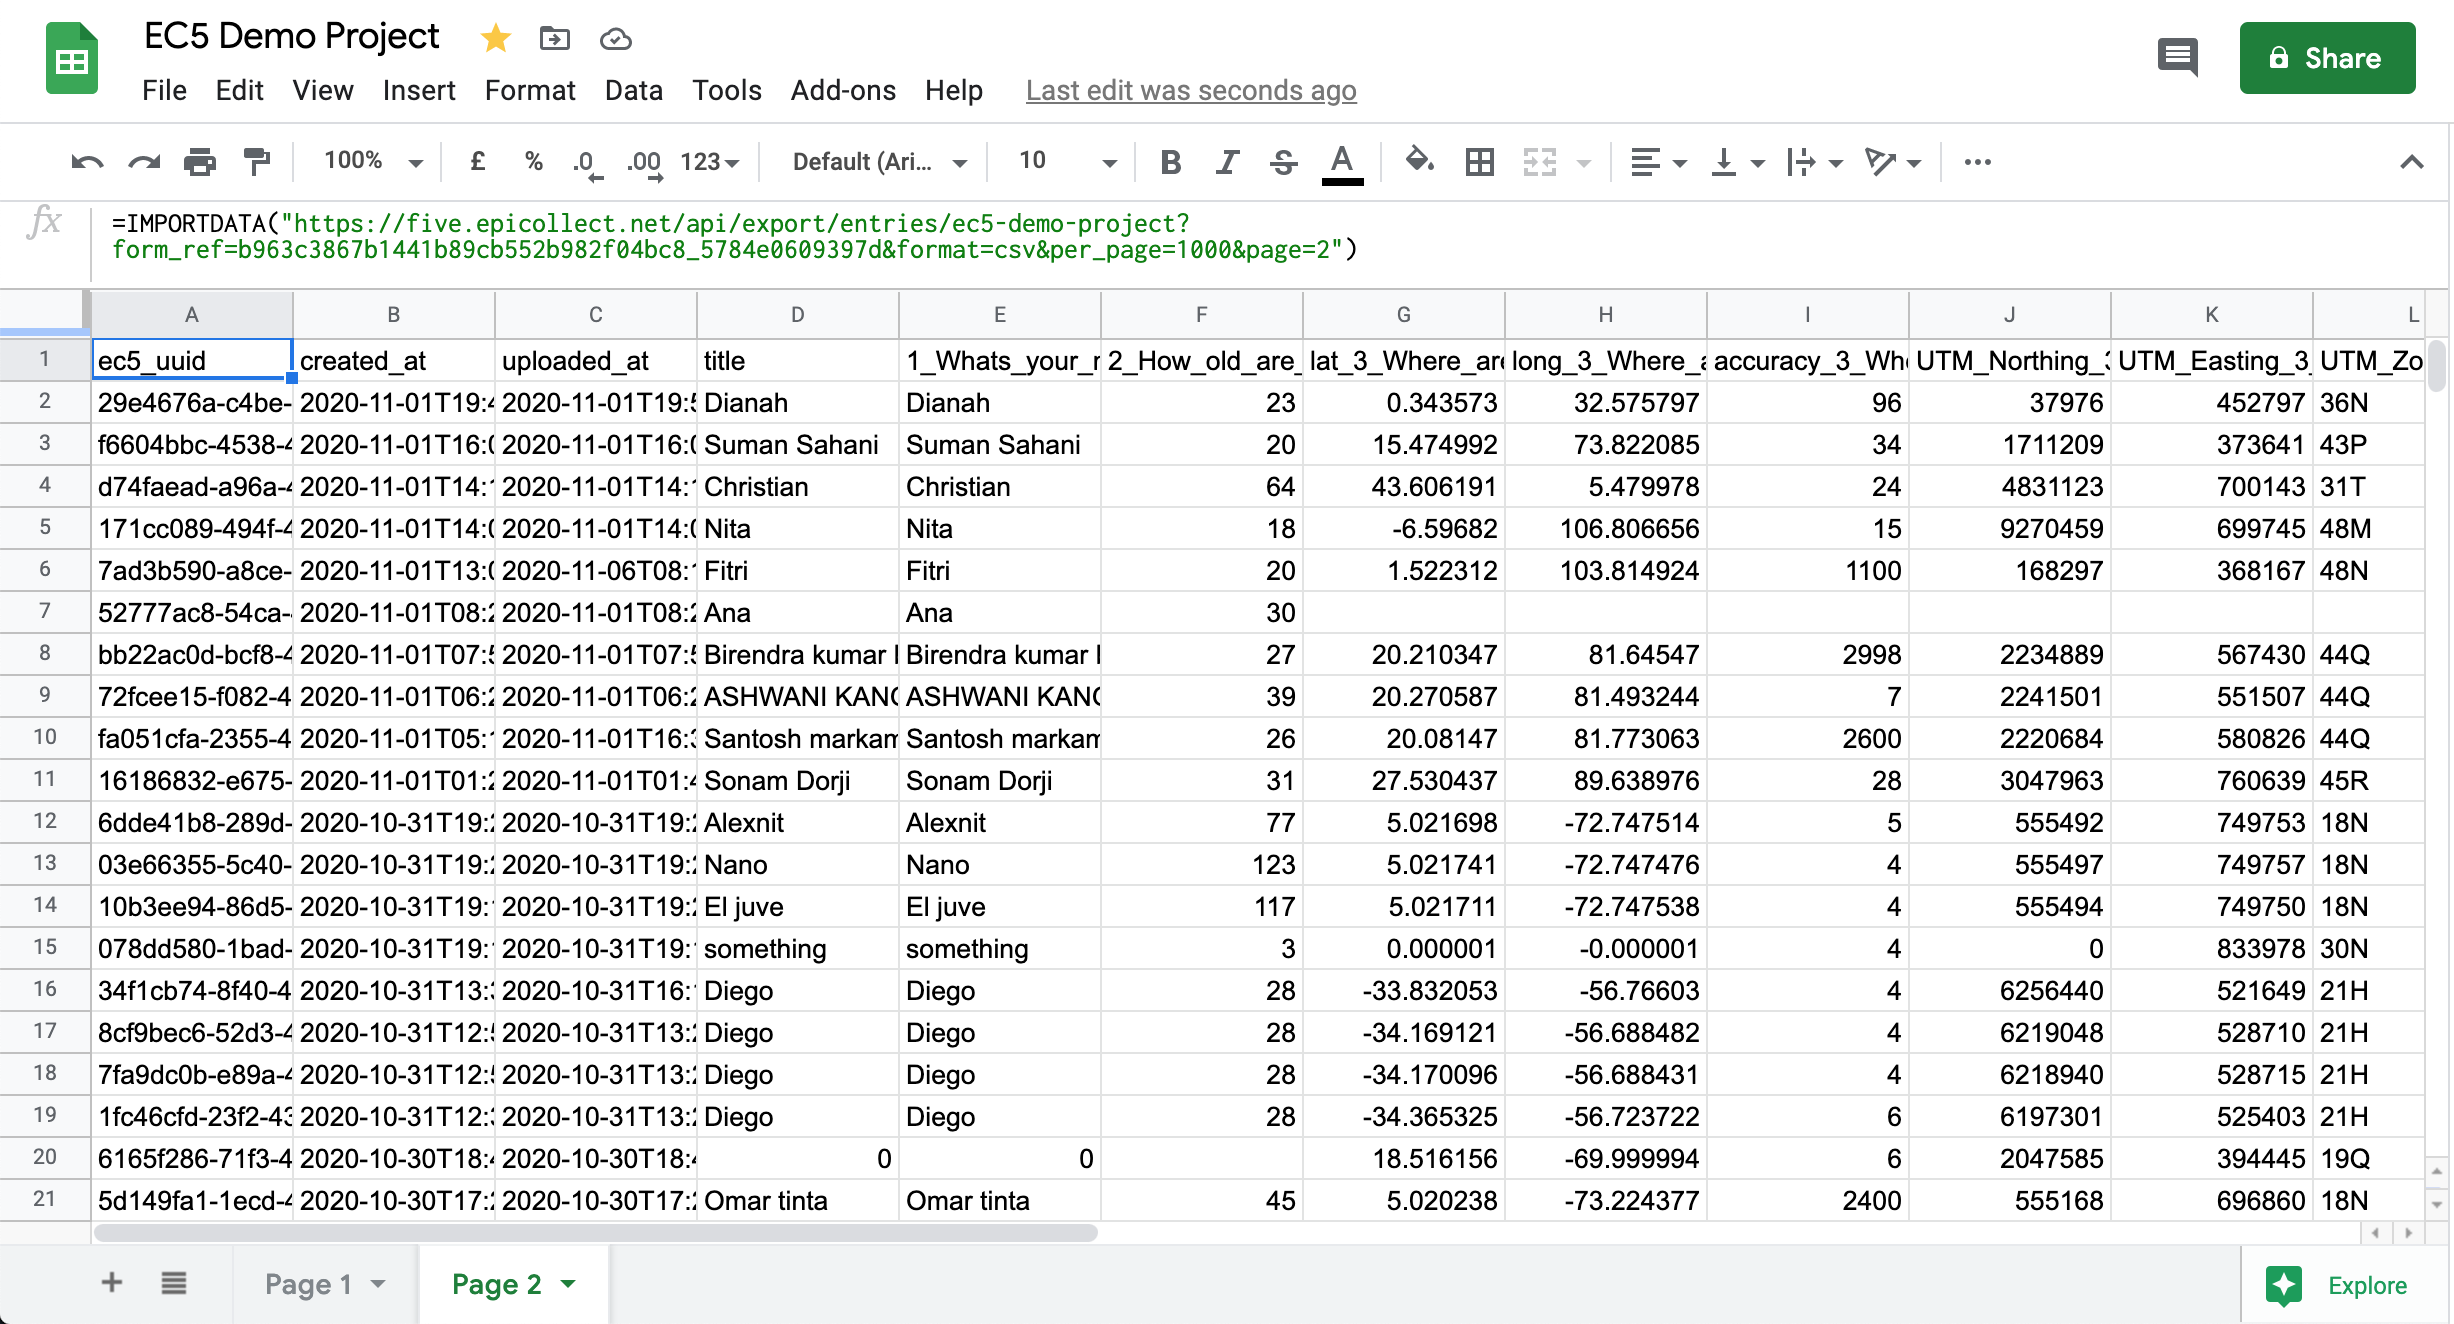 EC5 Demo Project
File Edit View Insert Format Data Tools Add-ons Help Last edit was seconds ago
Share
100% £ % .0 .00 123 Default (Ari... 10 B I S A
fx =IMPORTDATA("https://five.epicollect.net/api/export/entries/ec5-demo-project?
form_ref=b963c3867b1441b89cb552b982f04bc8_5784e0609397d&format=csv&per_page=1000&page=2")
A B C D E F G H I J K L
1 ec5_uuid created_at uploaded_at title 1_Whats_your_ 2_How_old_are_ lat_3_Where_are long_3_Where_a accuracy_3_Whe UTM_Northing_3 UTM_Easting_3_ UTM_Zo
2 29e4676a-c4be- 2020-11-01T19:4 2020-11-01T19:5 Dianah Dianah 23 0.343573 32.575797 96 37976 452797 36N
3 f6604bbc-4538-4 2020-11-01T16:0 2020-11-01T16:0 Suman Sahani Suman Sahani 20 15.474992 73.822085 34 1711209 373641 43P
4 d74faead-a96a-4 2020-11-01T14:1 2020-11-01T14:1 Christian Christian 64 43.606191 5.479978 24 4831123 700143 31T
5 171cc089-494f-4 2020-11-01T14:0 2020-11-01T14:0 Nita Nita 18 -6.59682 106.806656 15 9270459 699745 48M
6 7ad3b590-a8ce- 2020-11-01T13:0 2020-11-06T08:1 Fitri Fitri 20 1.522312 103.814924 1100 168297 368167 48N
7 52777ac8-54ca- 2020-11-01T08:2 2020-11-01T08:2 Ana Ana 30
8 bb22ac0d-bcf8-4 2020-11-01T07:5 2020-11-01T07:5 Birendra kumar Birendra kumar 27 20.210347 81.64547 2998 2234889 567430 44Q
9 72fcee15-f082-4 2020-11-01T06:2 2020-11-01T06:2 ASHWANI KANG ASHWANI KANG 39 20.270587 81.493244 7 2241501 551507 44Q
10 fa051cfa-2355-4 2020-11-01T05:1 2020-11-01T16:3 Santosh markam Santosh markam 26 20.08147 81.773063 2600 2220684 580826 44Q
11 16186832-e675- 2020-11-01T01:2 2020-11-01T01:4 Sonam Dorji Sonam Dorji 31 27.530437 89.638976 28 3047963 760639 45R
12 6dde41b8-289d- 2020-10-31T19:2 2020-10-31T19:2 Alexnit Alexnit 77 5.021698 -72.747514 5 555492 749753 18N
13 03e66355-5c40- 2020-10-31T19:2 2020-10-31T19:2 Nano Nano 123 5.021741 -72.747476 4 555497 749757 18N
14 10b3ee94-86d5- 2020-10-31T19:1 2020-10-31T19:2 El juve El juve 117 5.021711 -72.747538 4 555494 749750 18N
15 078dd580-1bad- 2020-10-31T19:1 2020-10-31T19:1 something something 3 0.000001 -0.000001 4 0 833978 30N
16 34f1cb74-8f40-4 2020-10-31T13:3 2020-10-31T16:1 Diego Diego 28 -33.832053 -56.76603 4 6256440 521649 21H
17 8cf9bec6-52d3-4 2020-10-31T12:5 2020-10-31T13:2 Diego Diego 28 -34.169121 -56.688482 4 6219048 528710 21H
18 7fa9dc0b-e89a-4 2020-10-31T12:5 2020-10-31T13:2 Diego Diego 28 -34.170096 -56.688431 4 6218940 528715 21H
19 1fc46cfd-23f2-43 2020-10-31T12:3 2020-10-31T13:2 Diego Diego 28 -34.365325 -56.723722 6 6197301 525403 21H
20 6165f286-71f3-4 2020-10-30T18:4 2020-10-30T18:4 0 0 18.516156 -69.999994 6 2047585 394445 19Q
21 5d149fa1-1ecd-4 2020-10-30T17:2 2020-10-30T17:2 Omar tinta Omar tinta 45 5.020238 -73.224377 2400 555168 696860 18N
+ Page 1 Page 2 Explore